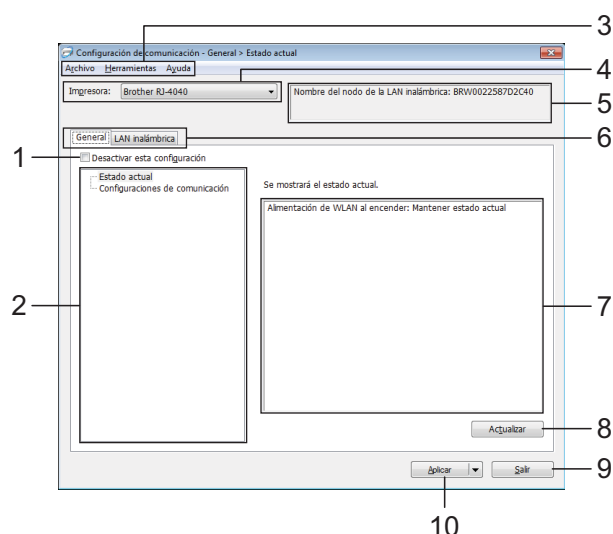 3
Configuración de comunicación - General > Estado actual
Archivo Herramientas Ayuda
4
Impresora: Brother RJ-4040
Nombre del nodo de la LAN inalámbrica: BRW0022587D2C40
5
General LAN inalámbrica
6
1
Desactivar esta configuración
Estado actual
Configuraciones de comunicación
Se mostrará el estado actual.
Alimentación de WLAN al encender: Mantener estado actual
2
7
Actualizar
8
Aplicar
Salir
9
10